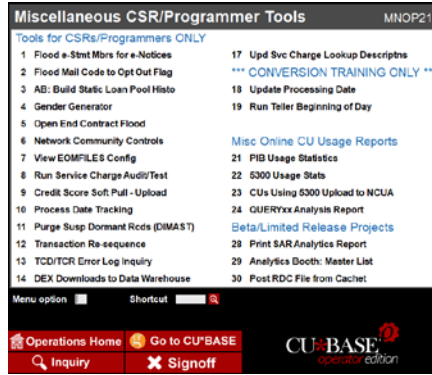 Miscellaneous CSR/Programmer Tools MNOP21
Tools for CSRs/Programmers ONLY
1 Flood e-Stmt Mbrs for e-Notices
2 Flood Mail Code to Opt Out Flag
3 AB: Build Static Loan Pool Histo
4 Gender Generator
5 Open End Contract Flood
6 Network Community Controls
7 View EOMFILES Config
8 Run Service Charge Audit/Test
9 Credit Score Soft Pull - Upload
10 Process Date Tracking
11 Purge Susp Dormant Rcds (DIMAST)
12 Transaction Re-sequence
13 TCD/TCR Error Log Inquiry
14 DEX Downloads to Data Warehouse
17 Upd Svc Charge Lookup Descriptns
*** CONVERSION TRAINING ONLY **
18 Update Processing Date
19 Run Teller Beginning of Day
Misc Online CU Usage Reports
21 PIB Usage Statistics
22 5300 Usage Stats
23 CUs Using 5300 Upload to NCUA
24 QUERYxx Analysis Report
Beta/Limited Release Projects
28 Print SAR Analytics Report
29 Analytics Booth: Master List
30 Post RDC File from Cachet
Menu option Shortcut
Operations Home Go to CU*BASE
Inquiry Signoff
CU*BASE
operator edition